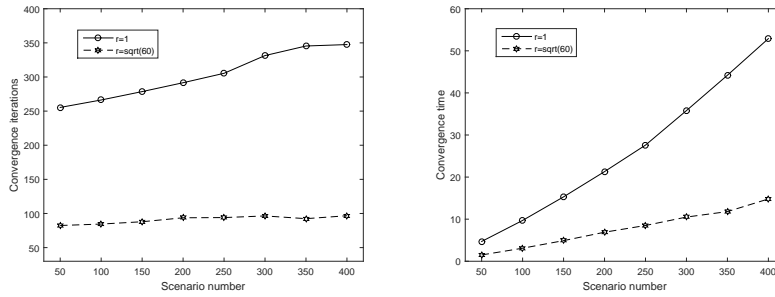 400
350
300
250
200
150
100
50
Convergence iterations
r=1
r=sqrt(60)
50 100 150 200 250 300 350 400
Scenario number
60
50
40
30
20
10
0
Convergence time
r=1
r=sqrt(60)
50 100 150 200 250 300 350 400
Scenario number